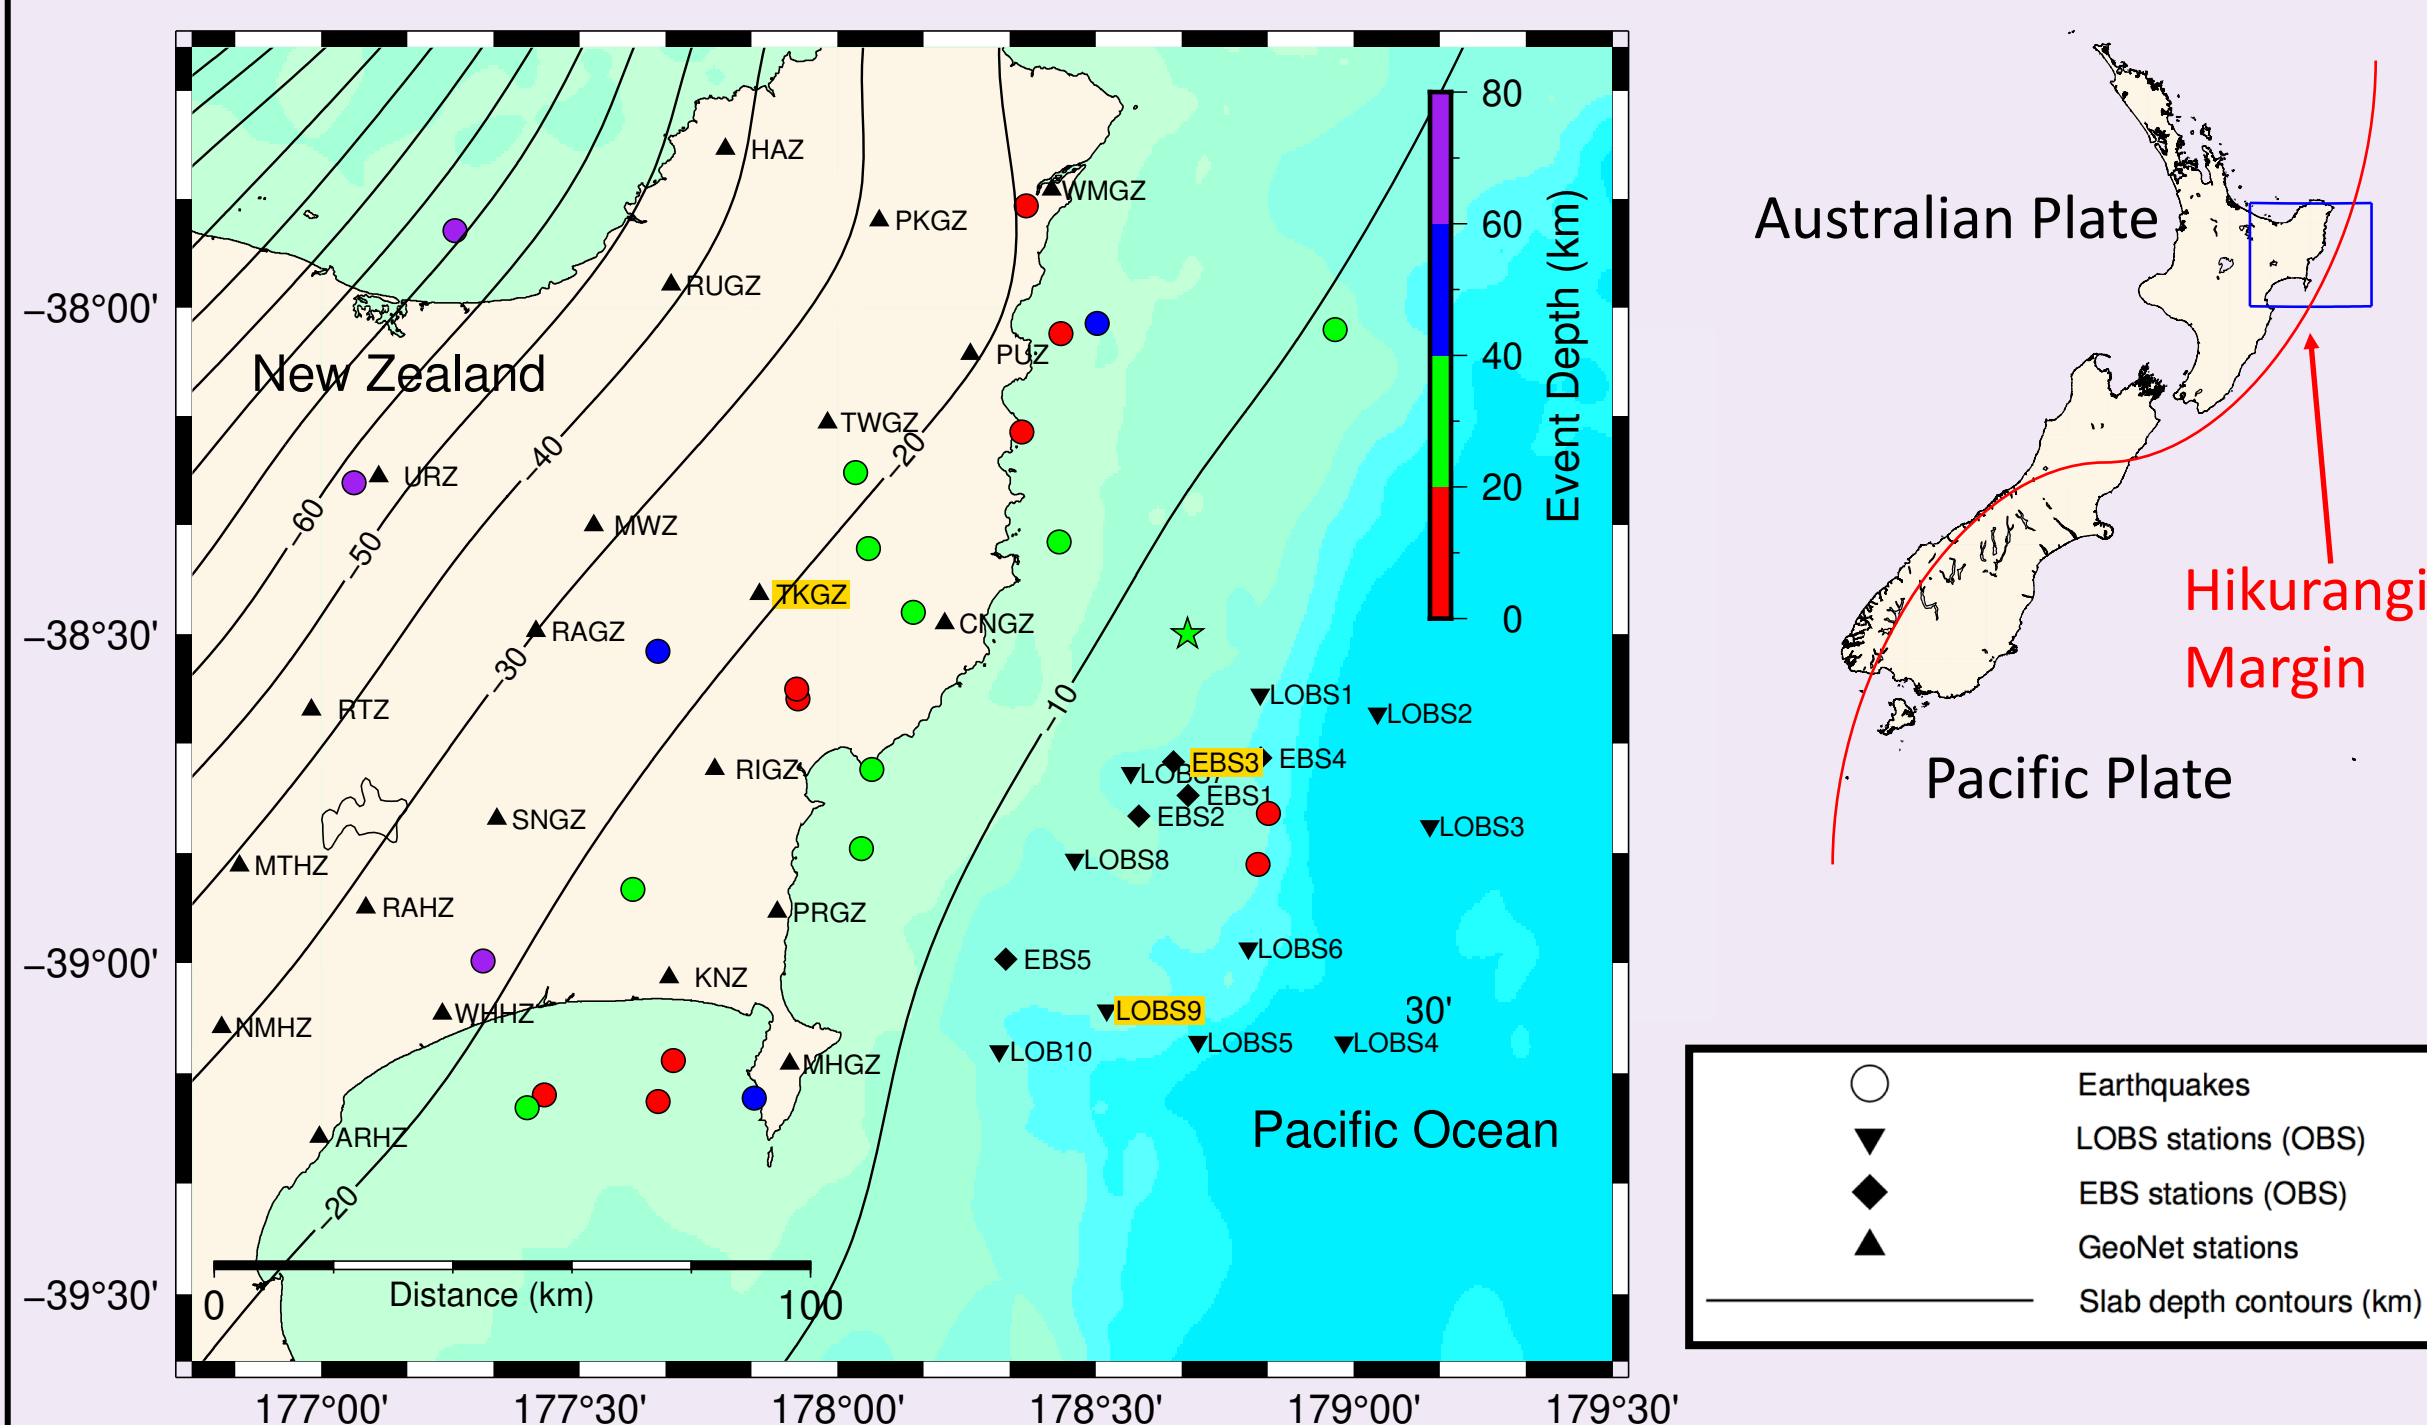 HAZ
WMGZ
PKGZ
RUGZ
−38°00'
PUZ
New Zealand
TWGZ
−20
−40
URZ
−60
MWZ
−50
TKGZ
CNGZ
RAGZ
−38°30'
−30
LOBS1
−10
RTZ
LOBS2
EBS3
EBS4
RIGZ
LOBS7
EBS1
SNGZ
EBS2
LOBS3
MTHZ
LOBS8
RAHZ
PRGZ
LOBS6
−39°00'
EBS5
KNZ
WHHZ
LOBS9
30'
NMHZ
LOBS5
LOBS4
LOB10
MHGZ
Pacific Ocean
ARHZ
−20
Distance (km)
0
100
−39°30'
177°00'
177°30'
178°00'
178°30'
179°00'
179°30'
80
60
40
20
0
Event Depth (km)
Australian Plate
Hikurangi
Margin
Pacific Plate
Earthquakes
LOBS stations (OBS)
EBS stations (OBS)
GeoNet stations
Slab depth contours (km)